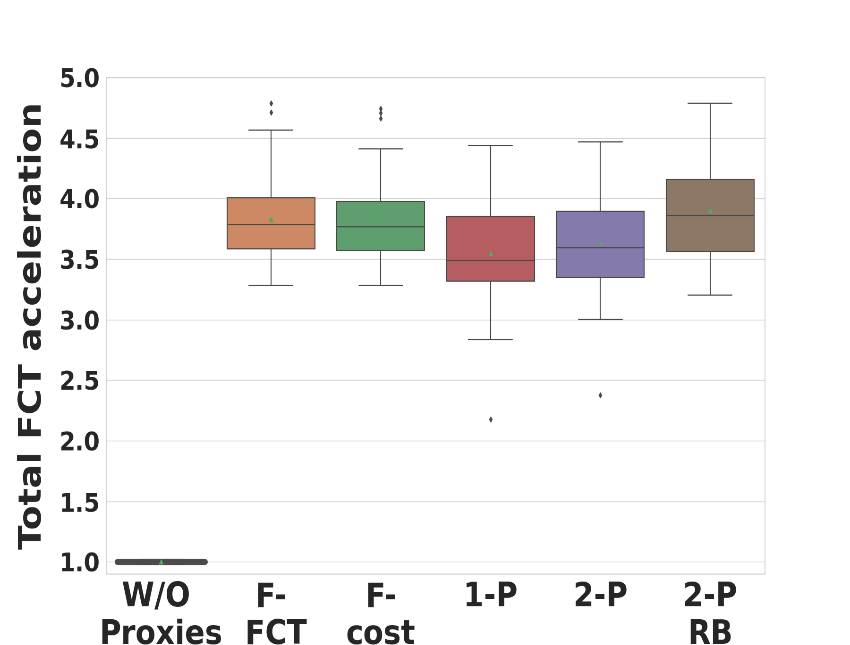 Total FCT acceleration
5.0
4.5
4.0
3.5
3.0
2.5
2.0
1.5
1.0
W/O Proxies
F-FCT
F-cost
1-P
2-P
2-P RB